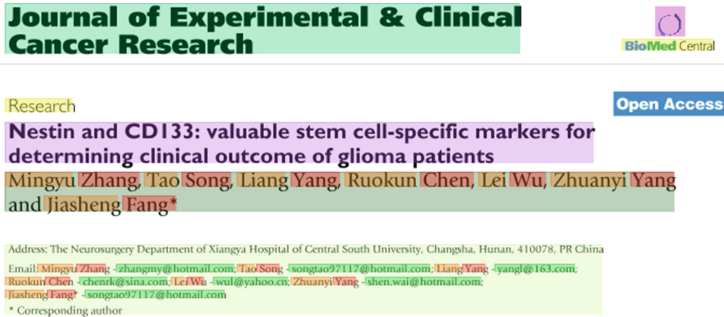 Journal of Experimental & Clinical
Cancer Research
BioMed Central
Research
Open Access
Nestin and CD133: valuable stem cell-specific markers for
determining clinical outcome of glioma patients
Mingyu Zhang, Tao Song, Liang Yang, Ruokun Chen, Lei Wu, Zhuanyi Yang
and Jiasheng Fang*
Address: The Neurosurgery Department of Xiangya Hospital of Central South University, Changsha, Hunan, 410078, PR China
Email: Mingyu Zhang - zhangmy@hotmail.com; Tao Song - songtao97117@hotmail.com; Liang Yang - yangl@163.com;
Ruokun Chen - chenrk@sina.com; Lei Wu - wul@yahoo.cn; Zhuanyi Yang - shen.wai@hotmail.com;
Jiasheng Fang* - songtao97117@hotmail.com
* Corresponding author